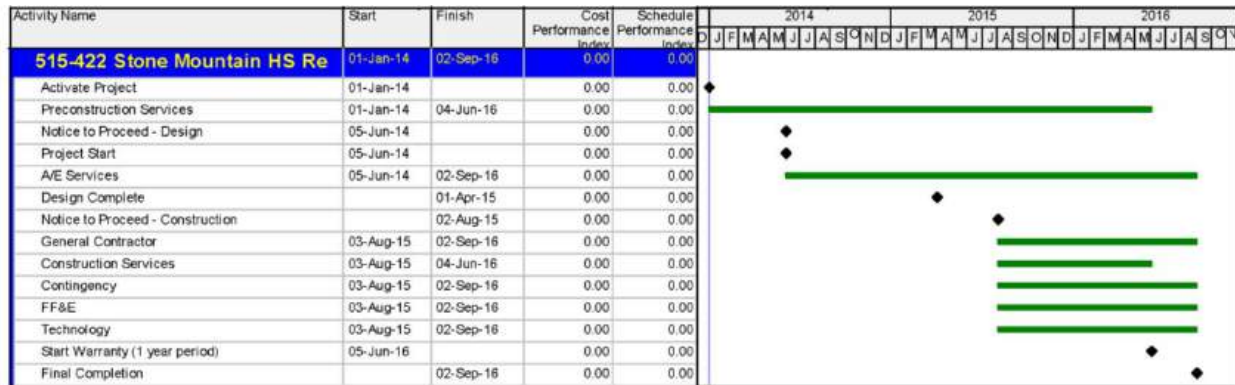 Activity Name Start Finish Cost Performance Index Schedule Performance Index 2014 2015 2016
D J F M A M J J A S O N D J F M A M J J A S O N D J F M A M J J A S O N
515-422 Stone Mountain HS Re 01-Jan-14 02-Sep-16 0.00 0.00
Activate Project 01-Jan-14 0.00 0.00
Preconstruction Services 01-Jan-14 04-Jun-16 0.00 0.00
Notice to Proceed - Design 05-Jun-14 0.00 0.00
Project Start 05-Jun-14 0.00 0.00
A/E Services 05-Jun-14 02-Sep-16 0.00 0.00
Design Complete 01-Apr-15 0.00 0.00
Notice to Proceed - Construction 02-Aug-15 0.00 0.00
General Contractor 03-Aug-15 02-Sep-16 0.00 0.00
Construction Services 03-Aug-15 04-Jun-16 0.00 0.00
Contingency 03-Aug-15 02-Sep-16 0.00 0.00
FF&E 03-Aug-15 02-Sep-16 0.00 0.00
Technology 03-Aug-15 02-Sep-16 0.00 0.00
Start Warranty (1 year period) 05-Jun-16 0.00 0.00
Final Completion 02-Sep-16 0.00 0.00